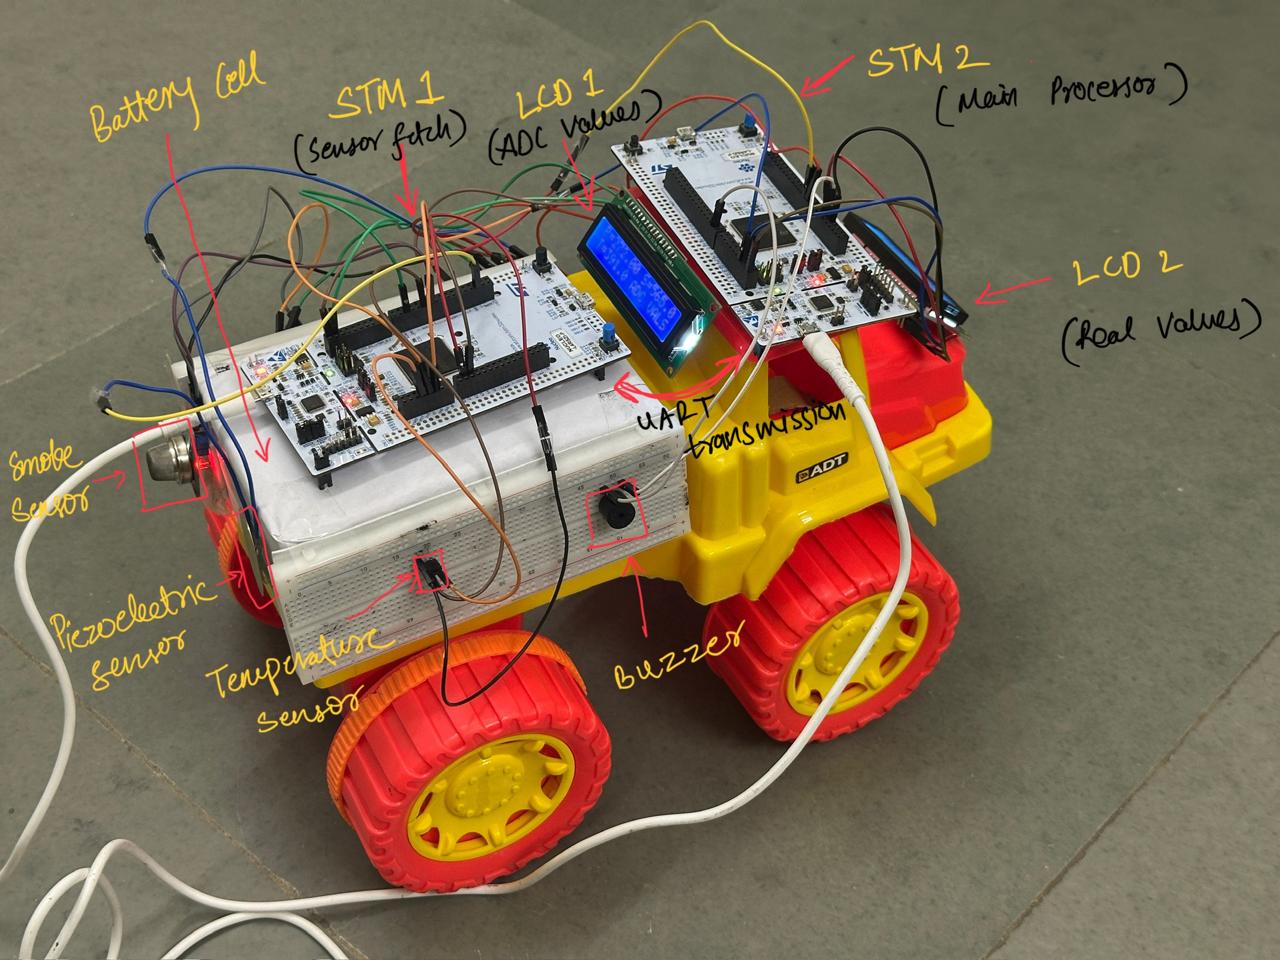 Battery Cell
STM 1
(Sensor fetch)
LCD 1
(ADC Values)
STM 2
(Main Processor)
LCD 2
(Real Values)
UART
transmission
ADT
Smoke
Sensor
Piezoelectric
Sensor
Temperature
Sensor
Buzzer